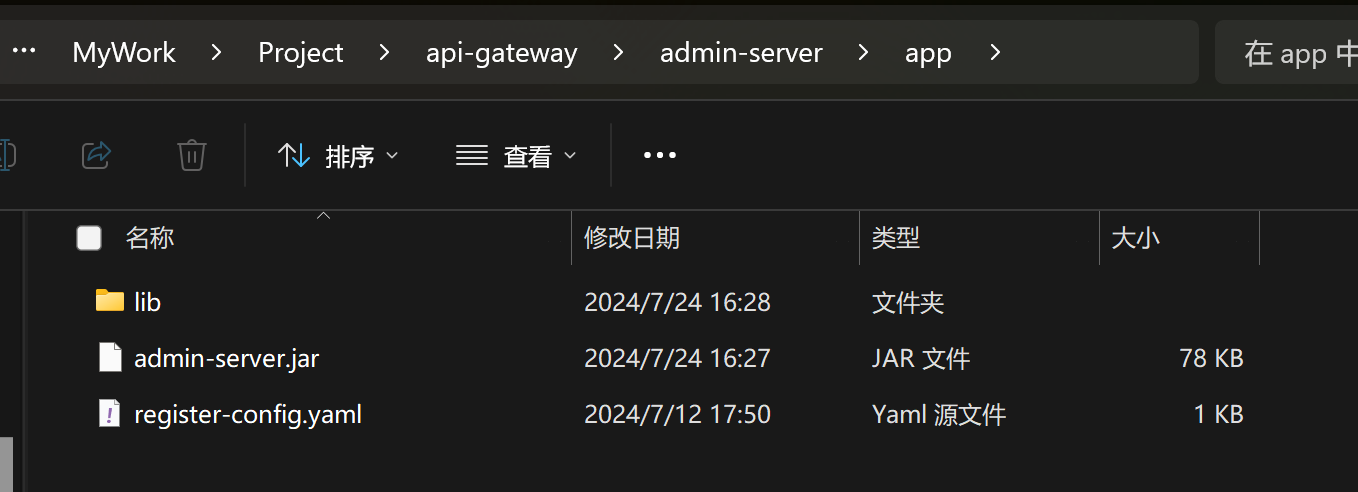 ··· MyWork > Project > api-gateway > admin-server > app > 在 app 中
排序 查看 ···
名称 修改日期 类型 大小
lib 2024/7/24 16:28 文件夹
admin-server.jar 2024/7/24 16:27 JAR 文件 78 KB
register-config.yaml 2024/7/12 17:50 Yaml 源文件 1 KB